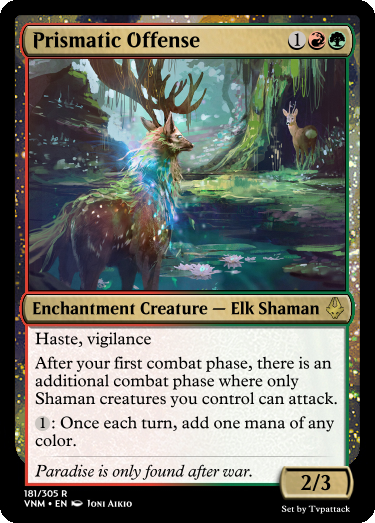 Prismatic Offense 1
Enchantment Creature — Elk Shaman
Haste, vigilance
After your first combat phase, there is an
additional combat phase where only
Shaman creatures you control can attack.
1: Once each turn, add one mana of any
color.
Paradise is only found after war.
2/3
181/305 R
VNM • EN Joni Aikio
Set by Tvpattack